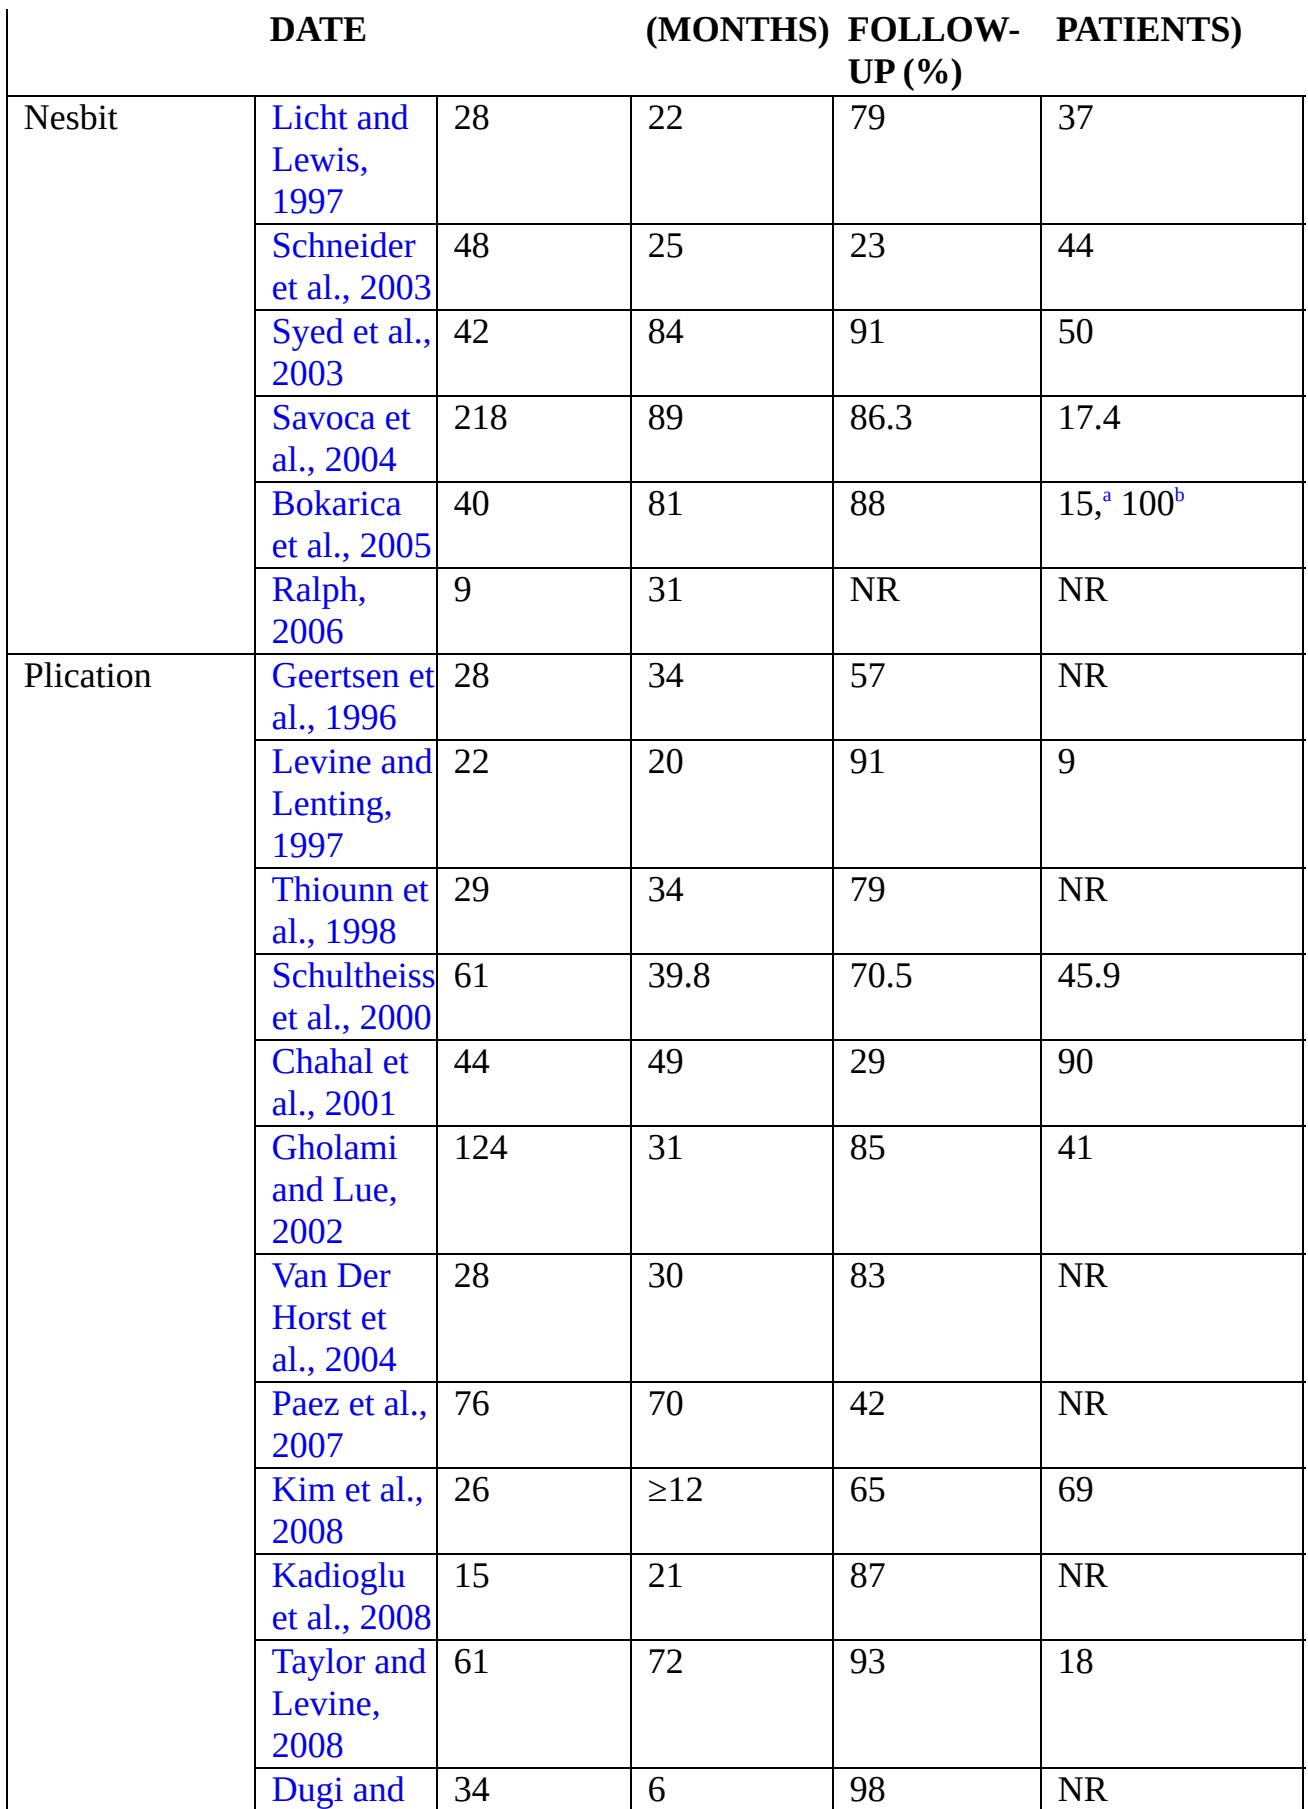 DATE (MONTHS) FOLLOW- PATIENTS)
UP (%)
Nesbit Licht and 28 22 79 37
Lewis,
1997
Schneider 48 25 23 44
et al., 2003
Syed et al., 42 84 91 50
2003
Savoca et 218 89 86.3 17.4
al., 2004
Bokarica 40 81 88 15,a 100b
et al., 2005
Ralph, 9 31 NR NR
2006
Plication Geertsen et 28 34 57 NR
al., 1996
Levine and 22 20 91 9
Lenting,
1997
Thiounn et 29 34 79 NR
al., 1998
Schultheiss 61 39.8 70.5 45.9
et al., 2000
Chahal et 44 49 29 90
al., 2001
Gholami 124 31 85 41
and Lue,
2002
Van Der 28 30 83 NR
Horst et
al., 2004
Paez et al., 76 70 42 NR
2007
Kim et al., 26 ≥12 65 69
2008
Kadioglu 15 21 87 NR
et al., 2008
Taylor and 61 72 93 18
Levine,
2008
Dugi and 34 6 98 NR